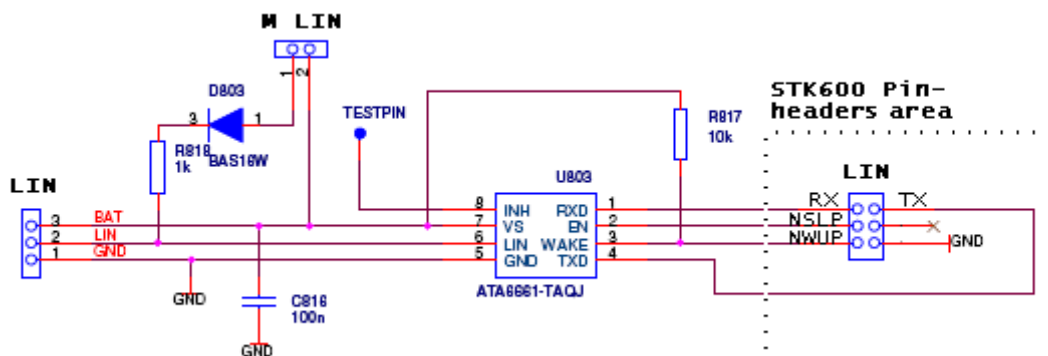 M LIN
1
2
D803
3
1
BAS16W
R818
1k
TESTPIN
R817
10k
STK600 Pin-
headers area
LIN
3
2
1
BAT
LIN
GND
GND
C816
100n
GND
U803
8
7
6
5
INH
VS
LIN
GND
RXD
EN
WAKE
TXD
1
2
3
4
ATA6661-TAQJ
LIN
RX
TX
NSLP
NWUP
GND